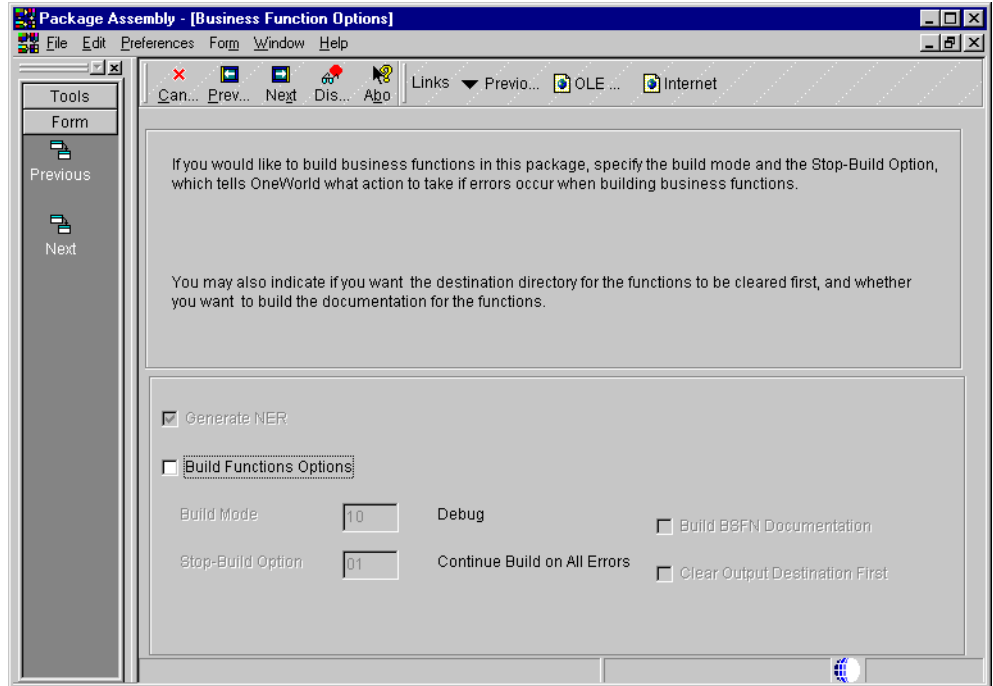 Package Assembly - [Business Function Options]
File Edit Preferences Form Window Help
Tools
Form
Previous
Next
Can... Prev... Next Dis... Abo Links Previo... OLE ... Internet
If you would like to build business functions in this package, specify the build mode and the Stop-Build Option,
which tells OneWorld what action to take if errors occur when building business functions.
You may also indicate if you want the destination directory for the functions to be cleared first, and whether
you want to build the documentation for the functions.
Generate NER
Build Functions Options
Build Mode 10 Debug
Build BSFN Documentation
Stop-Build Option 01 Continue Build on All Errors
Clear Output Destination First